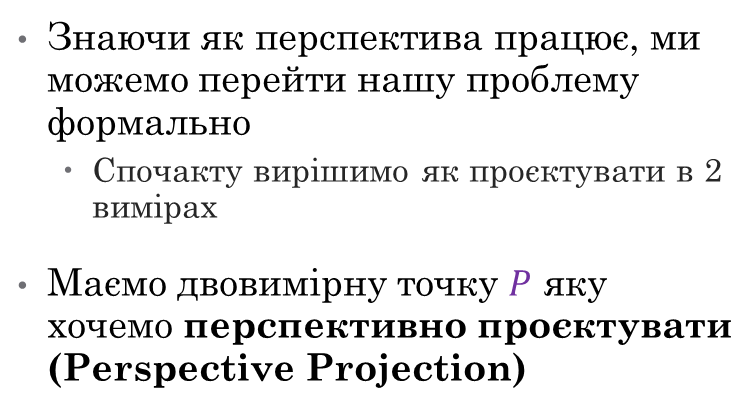 • Знаючи як перспектива працює, ми
можемо перейти нашу проблему
формально
• Спочакту вирішимо як проєктувати в 2
вимірах
• Маємо двовимірну точку P яку
хочемо перспективно проєктувати
(Perspective Projection)